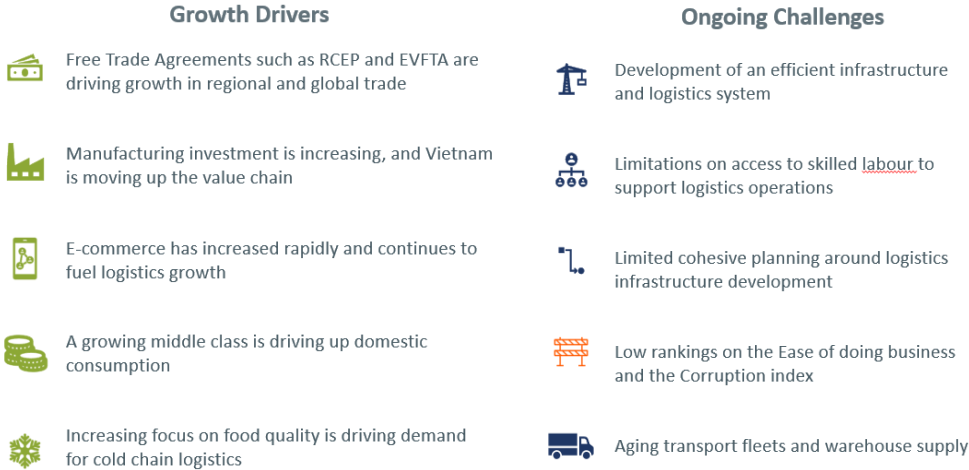 Growth Drivers
Free Trade Agreements such as RCEP and EVFTA are
driving growth in regional and global trade
Manufacturing investment is increasing, and Vietnam
is moving up the value chain
E-commerce has increased rapidly and continues to
fuel logistics growth
A growing middle class is driving up domestic
consumption
Increasing focus on food quality is driving demand
for cold chain logistics
Ongoing Challenges
Development of an efficient infrastructure
and logistics system
Limitations on access to skilled labour to
support logistics operations
Limited cohesive planning around logistics
infrastructure development
Low rankings on the Ease of doing business
and the Corruption index
Aging transport fleets and warehouse supply